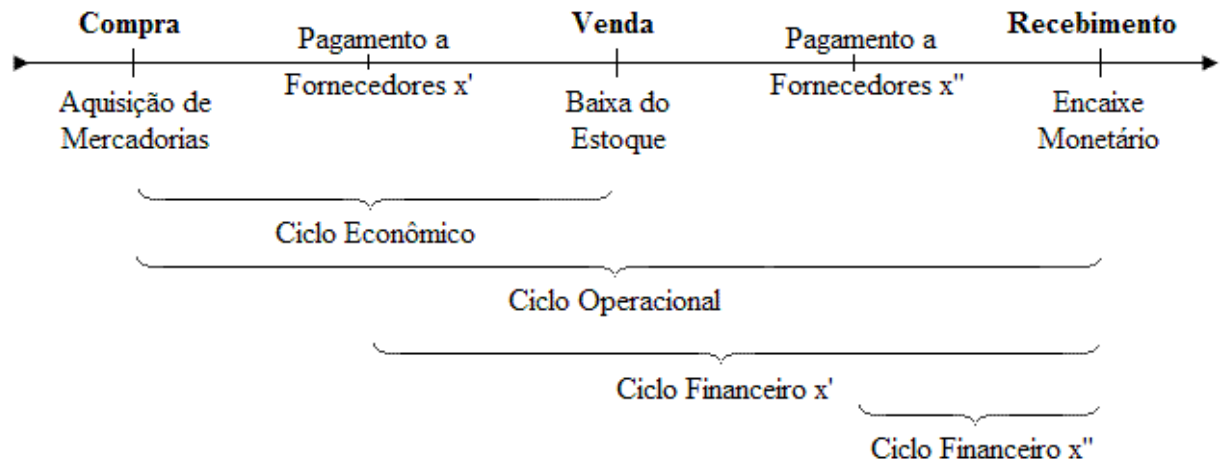 Compra
Pagamento a
Fornecedores x'
Venda
Pagamento a
Fornecedores x"
Recebimento
Aquisição de
Mercadorias
Baixa do
Estoque
Encaixe
Monetário
Ciclo Econômico
Ciclo Operacional
Ciclo Financeiro x'
Ciclo Financeiro x"